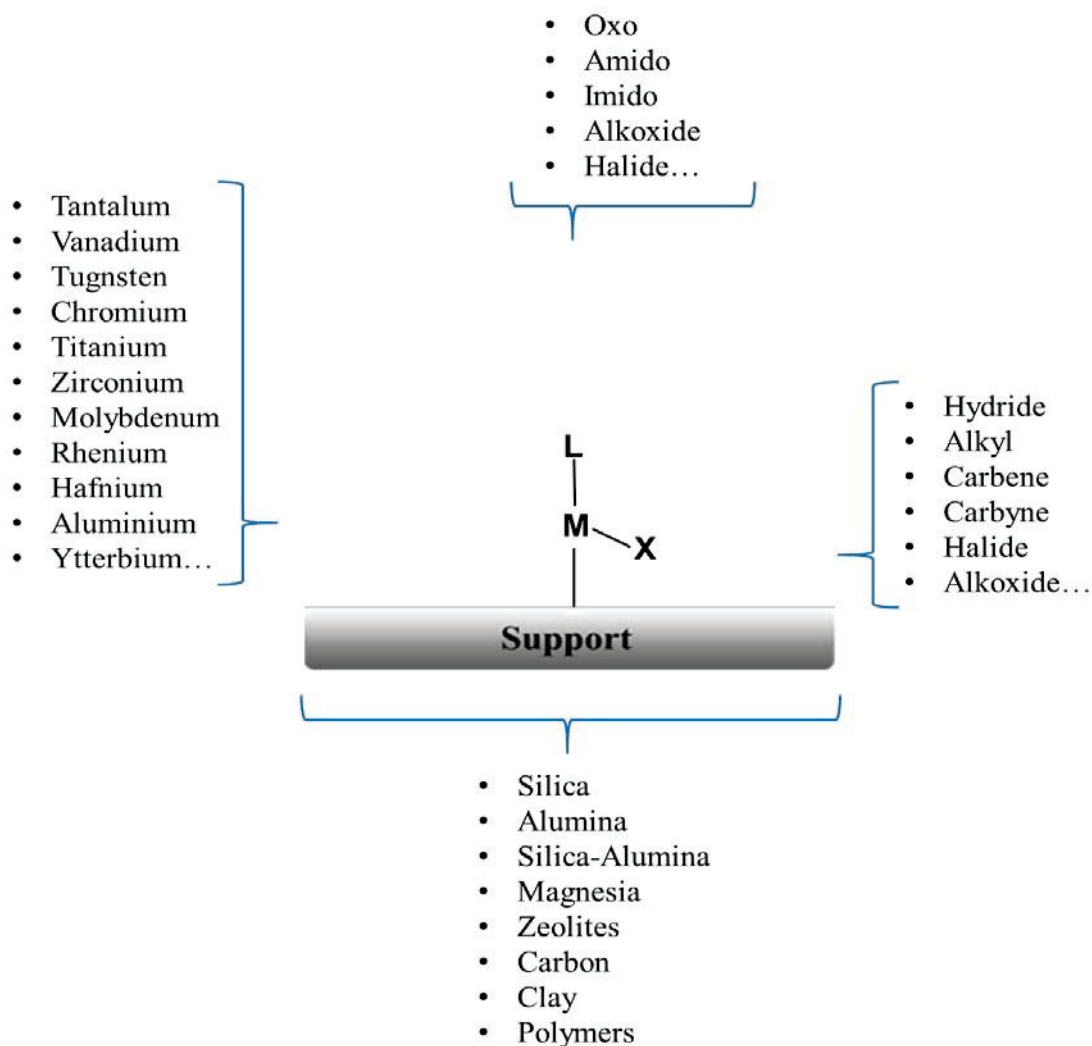 • Oxo
• Amido
• Imido
• Alkoxide
• Halide…
• Tantalum
• Vanadium
• Tugnsten
• Chromium
• Titanium
• Zirconium
• Molybdenum
• Rhenium
• Hafnium
• Aluminium
• Ytterbium…
• Hydride
• Alkyl
• Carbene
• Carbyne
• Halide
• Alkoxide…
L
M
X
Support
• Silica
• Alumina
• Silica-Alumina
• Magnesia
• Zeolites
• Carbon
• Clay
• Polymers